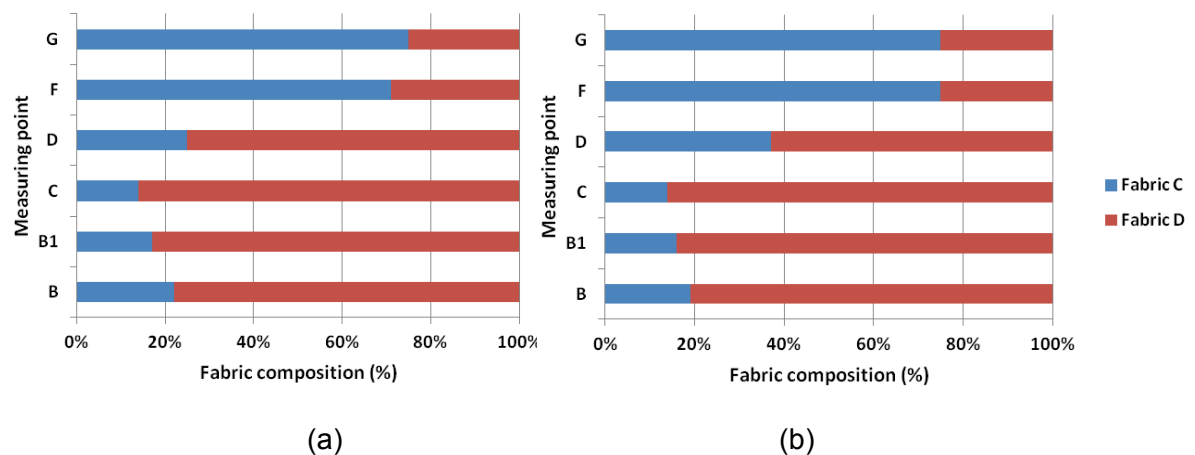 Measuring point
G
F
D
C
B1
B
0% 20% 40% 60% 80% 100%
Fabric composition (%)
(a)
Measuring point
G
F
D
C
B1
B
0% 20% 40% 60% 80% 100%
Fabric composition (%)
(b)
Fabric C
Fabric D